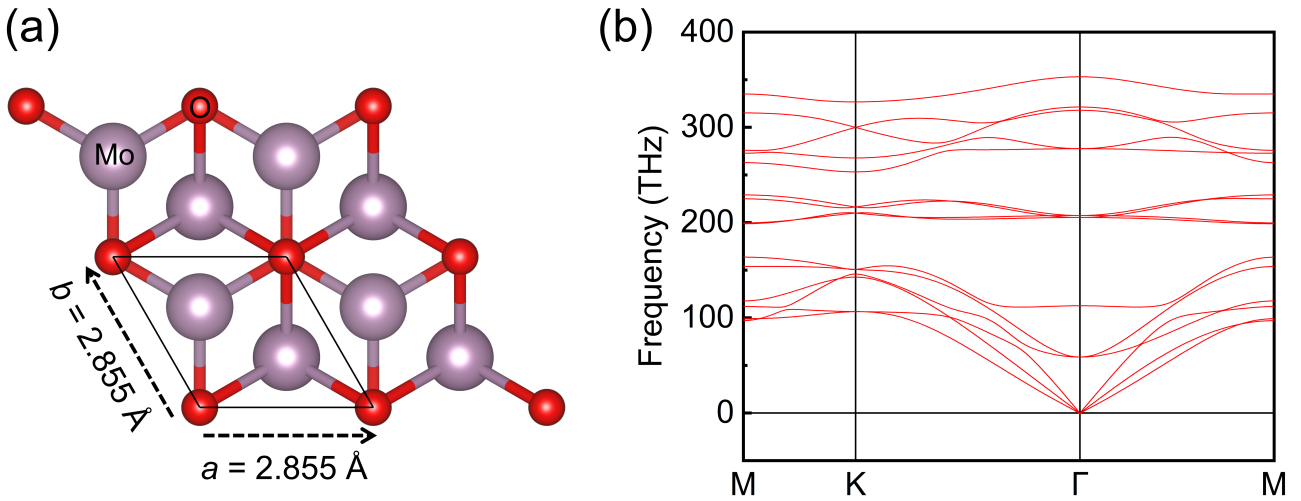 (a)
O
Mo
b = 2.855 Å
a = 2.855 Å
(b)
Frequency (THz)
400
300
200
100
0
M K Γ M